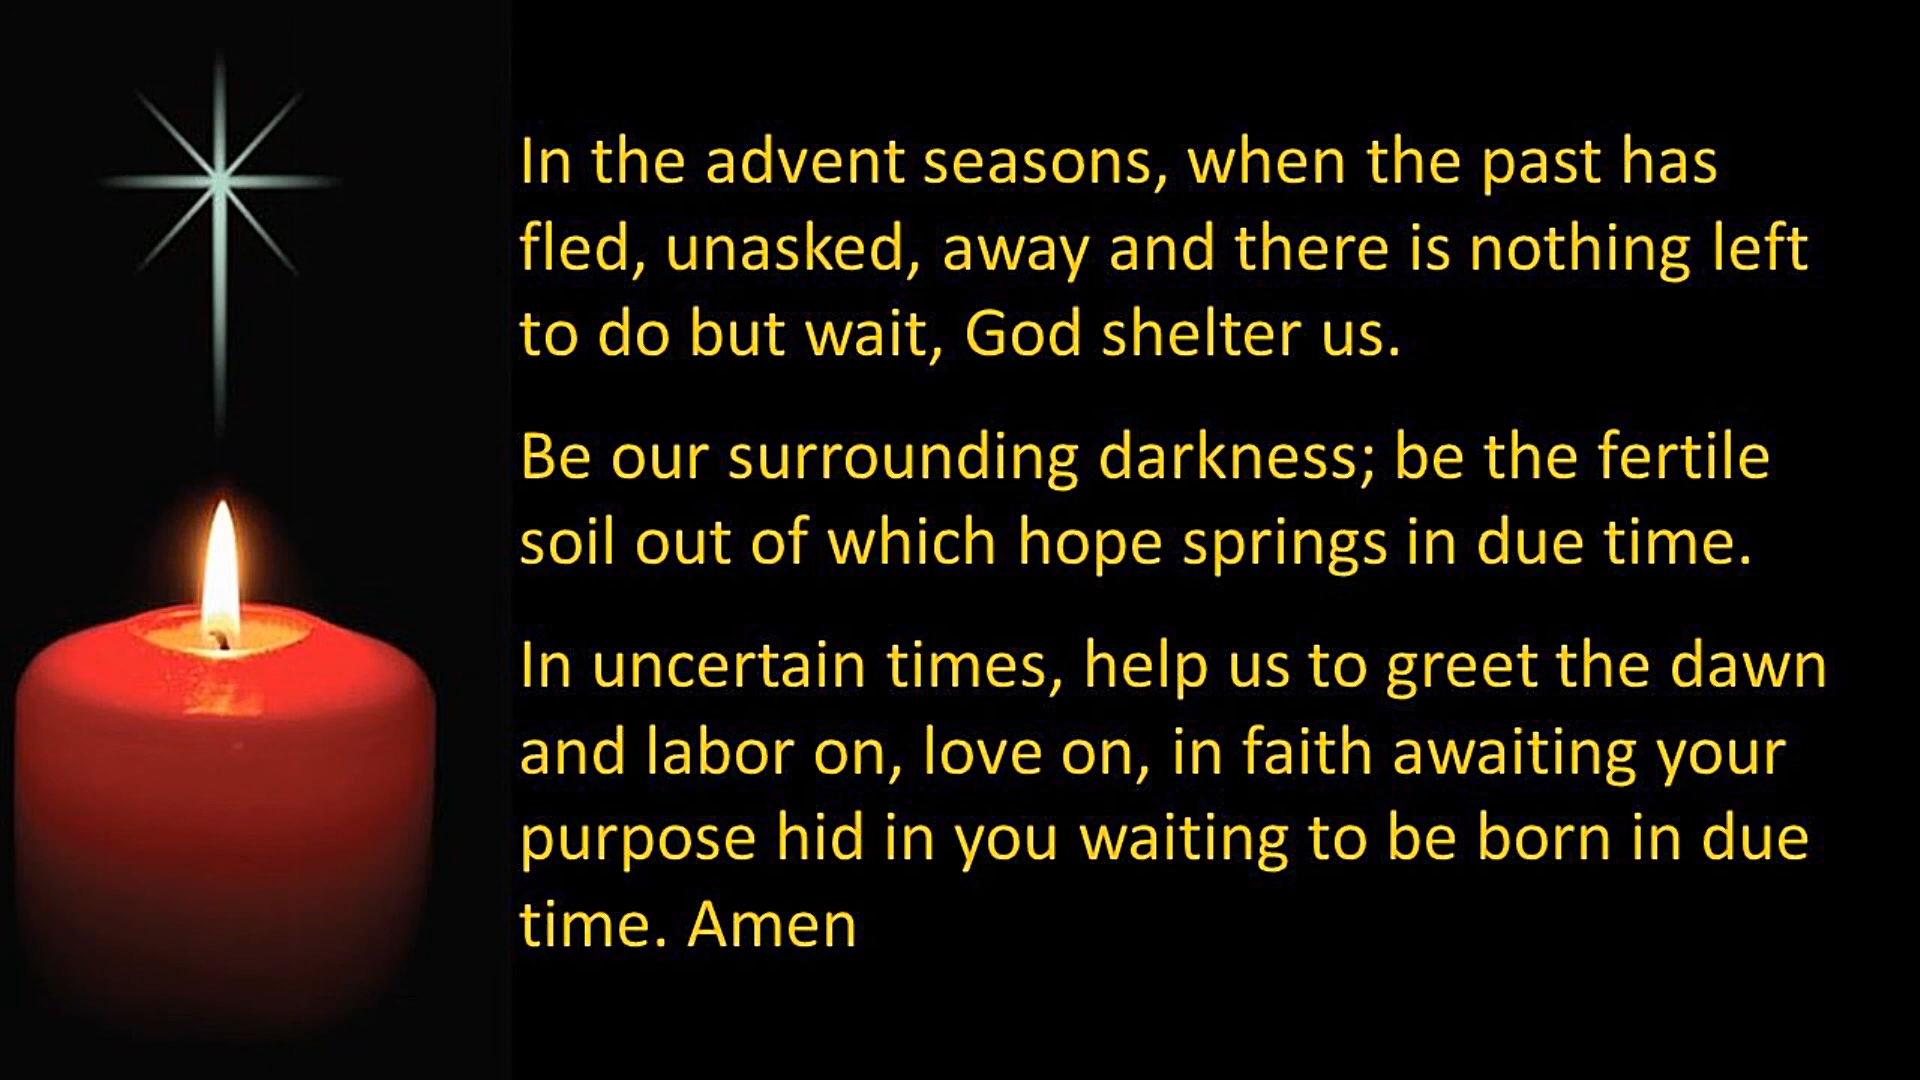 In the advent seasons, when the past has
fled, unasked, away and there is nothing left
to do but wait, God shelter us.
Be our surrounding darkness; be the fertile
soil out of which hope springs in due time.
In uncertain times, help us to greet the dawn
and labor on, love on, in faith awaiting your
purpose hid in you waiting to be born in due
time. Amen